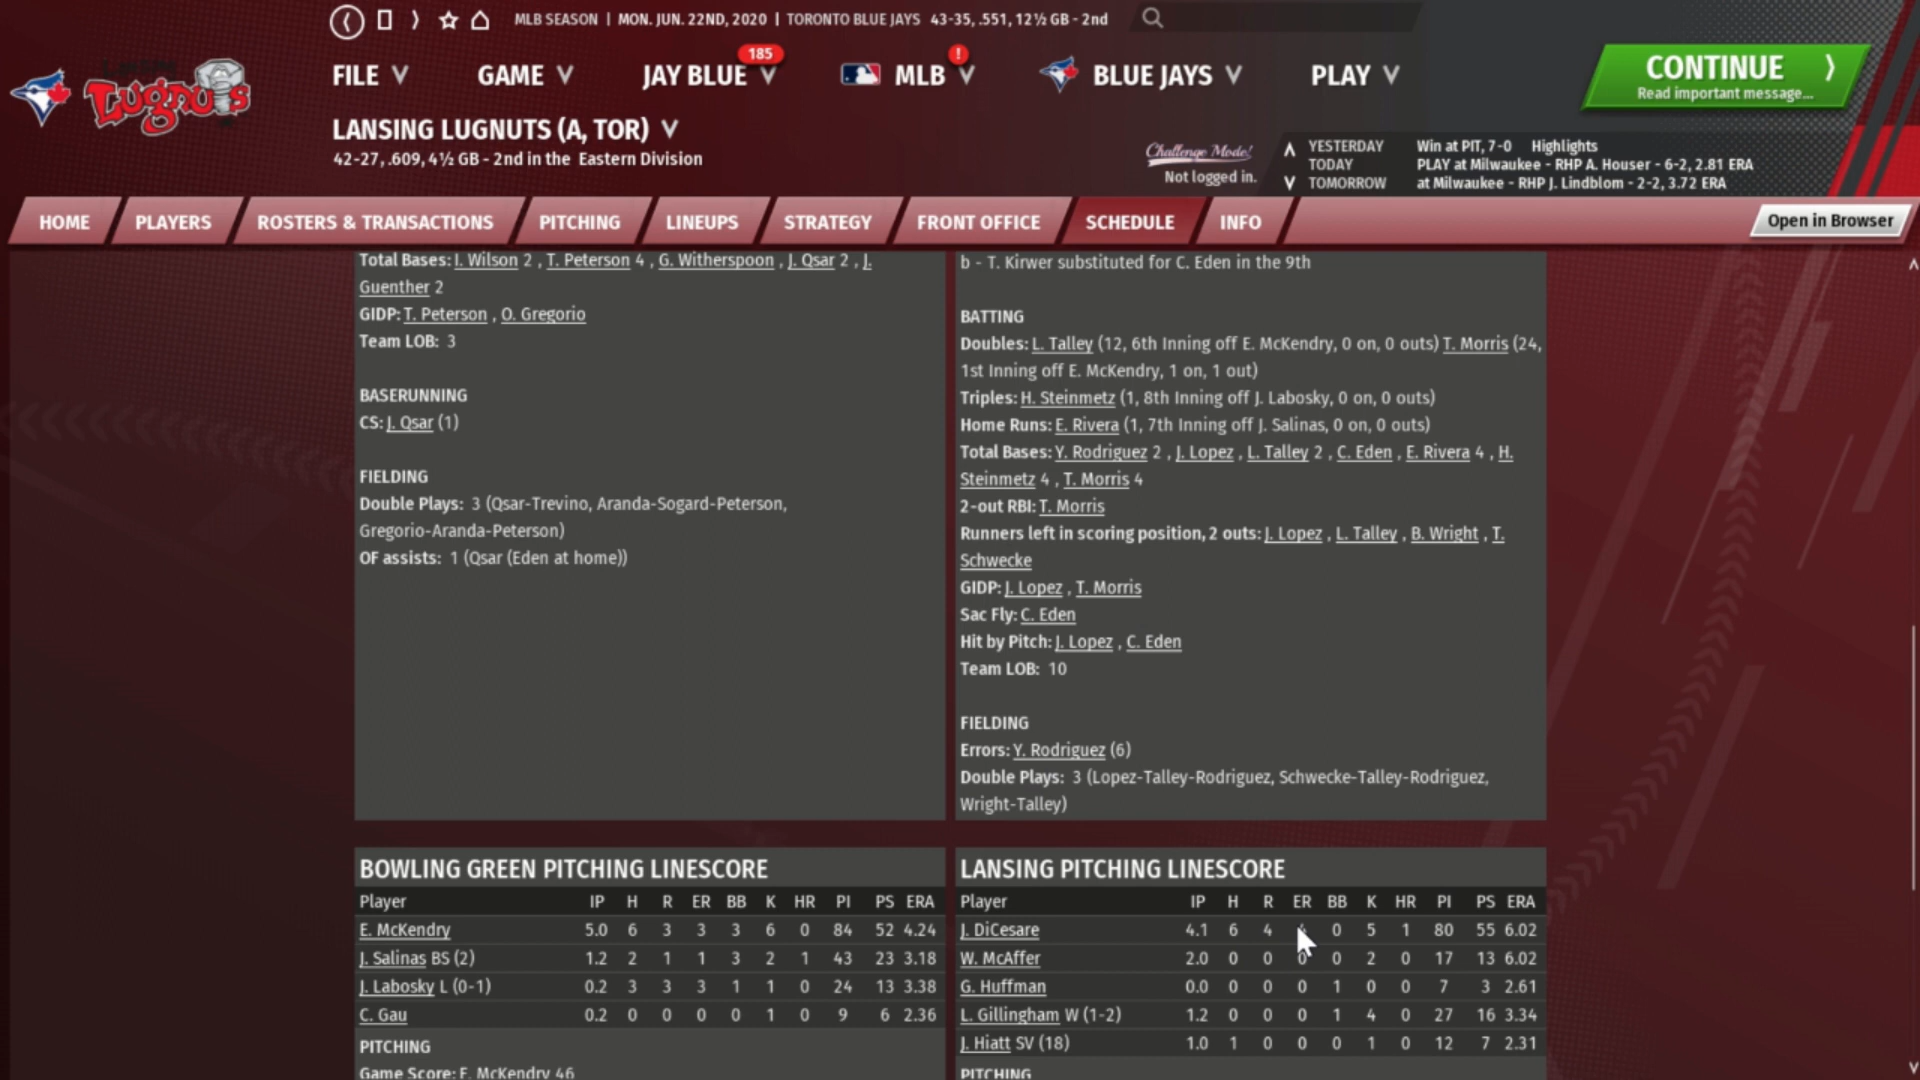 MLB SEASON | MON. JUN. 22ND, 2020 | TORONTO BLUE JAYS 43-35, .551, 12½ GB - 2nd
Lugnuts
FILE GAME JAY BLUE 185 MLB ! BLUE JAYS PLAY
CONTINUE
Read important message...
LANSING LUGNUTS (A, TOR)
42-27, .609, 4½ GB - 2nd in the Eastern Division
Challenge Mode!
Not logged in.
YESTERDAY Win at PIT, 7-0 Highlights
TODAY PLAY at Milwaukee - RHP A. Houser - 6-2, 2.81 ERA
TOMORROW at Milwaukee - RHP J. Lindblom - 2-2, 3.72 ERA
HOME PLAYERS ROSTERS & TRANSACTIONS PITCHING LINEUPS STRATEGY FRONT OFFICE SCHEDULE INFO Open in Browser
Total Bases: I. Wilson 2 , T. Peterson 4 , G. Witherspoon , J. Qsar 2 , J.
Guenther 2
GIDP: T. Peterson , O. Gregorio
Team LOB: 3
BASERUNNING
CS: J. Qsar (1)
FIELDING
Double Plays: 3 (Qsar-Trevino, Aranda-Sogard-Peterson,
Gregorio-Aranda-Peterson)
OF assists: 1 (Qsar (Eden at home))
b - T. Kirwer substituted for C. Eden in the 9th
BATTING
Doubles: L. Talley (12, 6th Inning off E. McKendry, 0 on, 0 outs) T. Morris (24,
1st Inning off E. McKendry, 1 on, 1 out)
Triples: H. Steinmetz (1, 8th Inning off J. Labosky, 0 on, 0 outs)
Home Runs: E. Rivera (1, 7th Inning off J. Salinas, 0 on, 0 outs)
Total Bases: Y. Rodriguez 2 , J. Lopez , L. Talley 2 , C. Eden , E. Rivera 4 , H.
Steinmetz 4 , T. Morris 4
2-out RBI: T. Morris
Runners left in scoring position, 2 outs: J. Lopez , L. Talley , B. Wright , T.
Schwecke
GIDP: J. Lopez , T. Morris
Sac Fly: C. Eden
Hit by Pitch: J. Lopez , C. Eden
Team LOB: 10
FIELDING
Errors: Y. Rodriguez (6)
Double Plays: 3 (Lopez-Talley-Rodriguez, Schwecke-Talley-Rodriguez,
Wright-Talley)
BOWLING GREEN PITCHING LINESCORE
Player IP H R ER BB K HR PI PS ERA
E. McKendry 5.0 6 3 3 3 6 0 84 52 4.24
J. Salinas BS (2) 1.2 2 1 1 3 2 1 43 23 3.18
J. Labosky L (0-1) 0.2 3 3 3 1 1 0 24 13 3.38
C. Gau 0.2 0 0 0 0 1 0 9 6 2.36
PITCHING
Game Score: E. McKendry 46
LANSING PITCHING LINESCORE
Player IP H R ER BB K HR PI PS ERA
J. DiCesare 4.1 6 4 0 5 1 80 55 6.02
W. McAffer 2.0 0 0 0 0 2 0 17 13 6.02
G. Huffman 0.0 0 0 0 1 0 0 7 3 2.61
L. Gillingham W (1-2) 1.2 0 0 0 1 4 0 27 16 3.34
J. Hiatt SV (18) 1.0 1 0 0 0 1 0 12 7 2.31
PITCHING